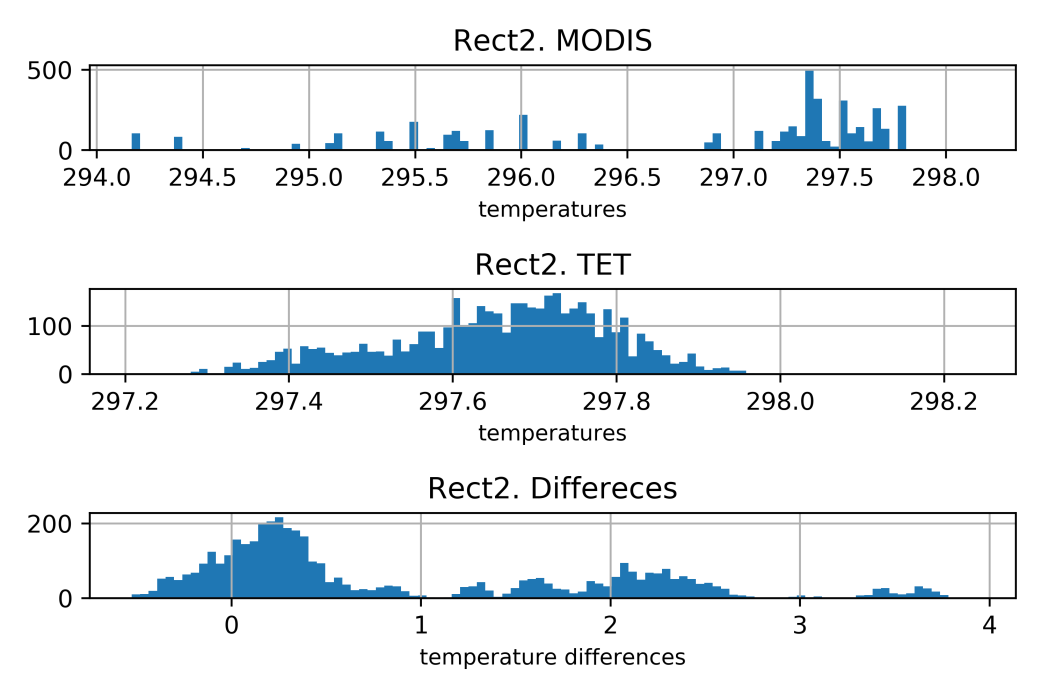 Rect2. MODIS
500
0
294.0 294.5 295.0 295.5 296.0 296.5 297.0 297.5 298.0
temperatures
Rect2. TET
100
0
297.2 297.4 297.6 297.8 298.0 298.2
temperatures
Rect2. Differeces
200
0
0 1 2 3 4
temperature differences